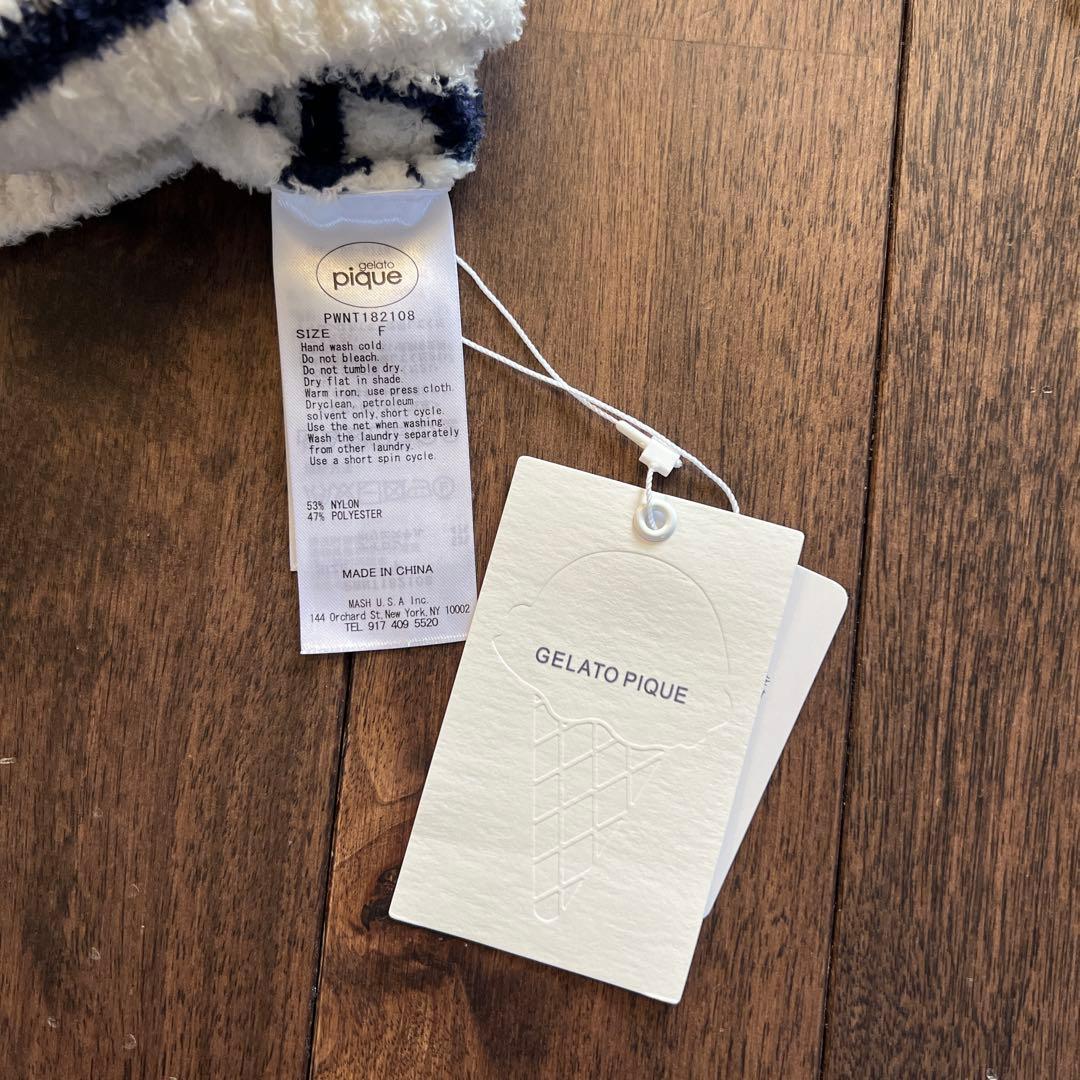 gelato
pique
PWNT182108
SIZE F
Hand wash cold.
Do not bleach.
Do not tumble dry.
Dry flat in shade.
Warm iron, use press cloth.
Dryclean, petroleum
solvent only, short cycle.
Use the net when washing.
Wash the laundry separately
from other laundry.
Use a short spin cycle.
53% NYLON
47% POLYESTER
MADE IN CHINA
MASH U.S.A Inc.
144 Orchard St, New York, NY 10002
TEL 917 409 5520
GELATO PIQUE